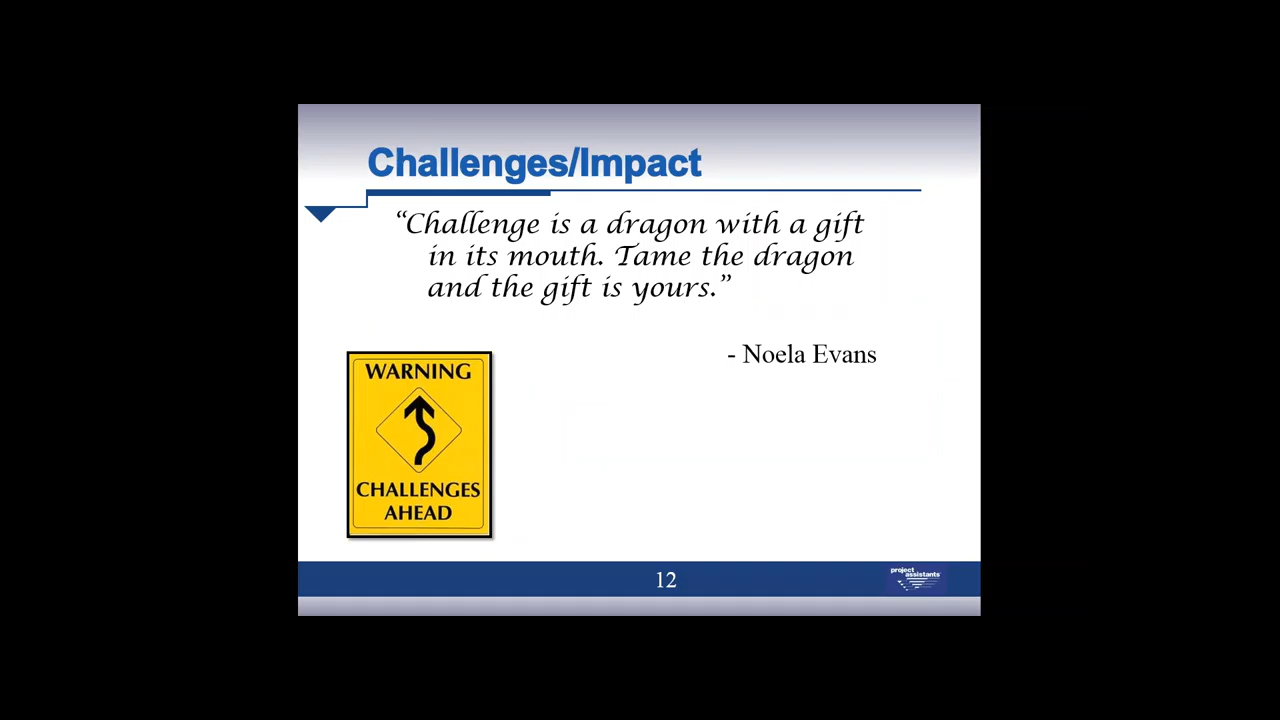 Challenges/Impact
“Challenge is a dragon with a gift
in its mouth. Tame the dragon
and the gift is yours.”
- Noela Evans
WARNING
CHALLENGES
AHEAD
12
project
assistants